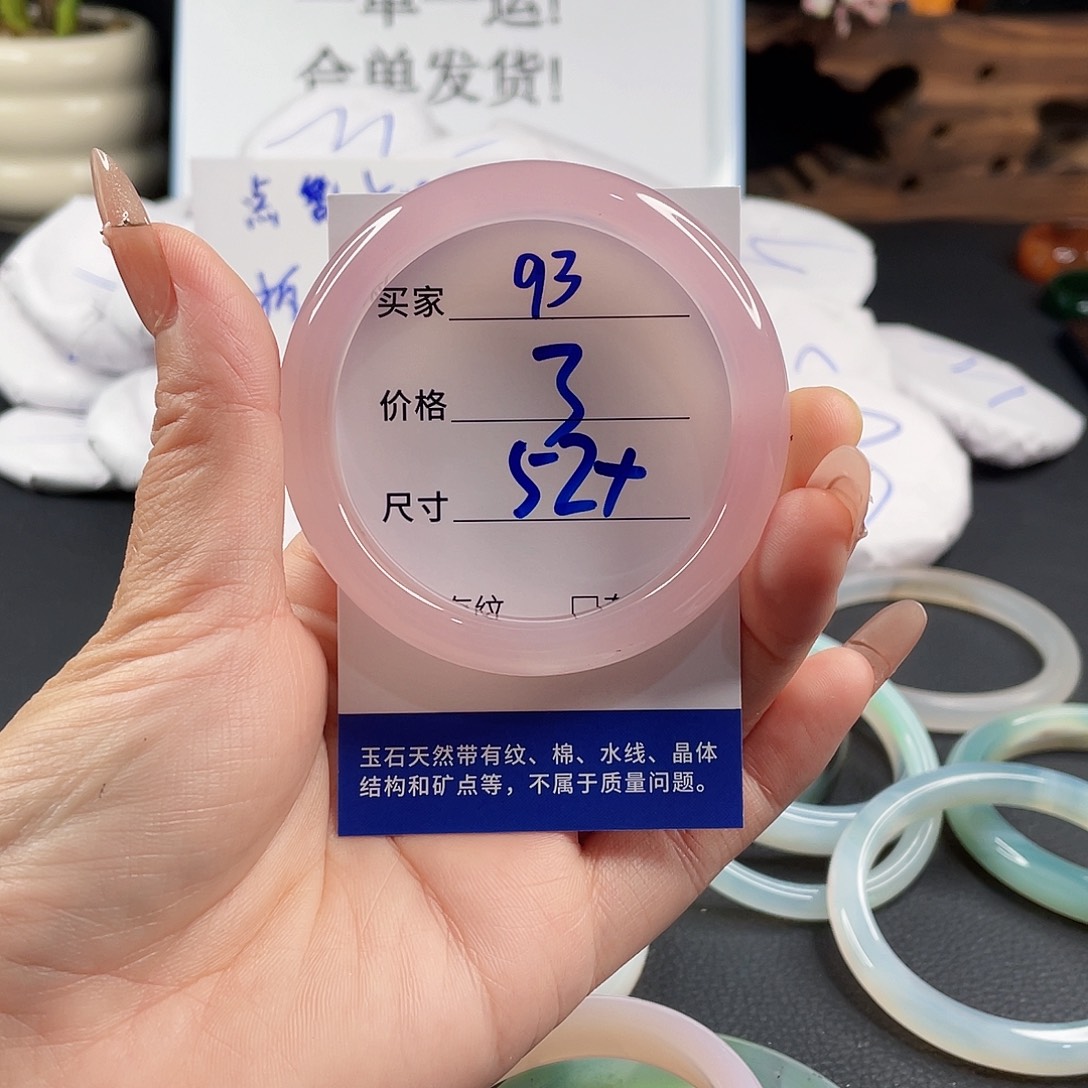 一单一运!
合单发货!
买家 93
价格 3
尺寸 52+
玉石天然带有纹、棉、水线、晶体
结构和矿点等，不属于质量问题。